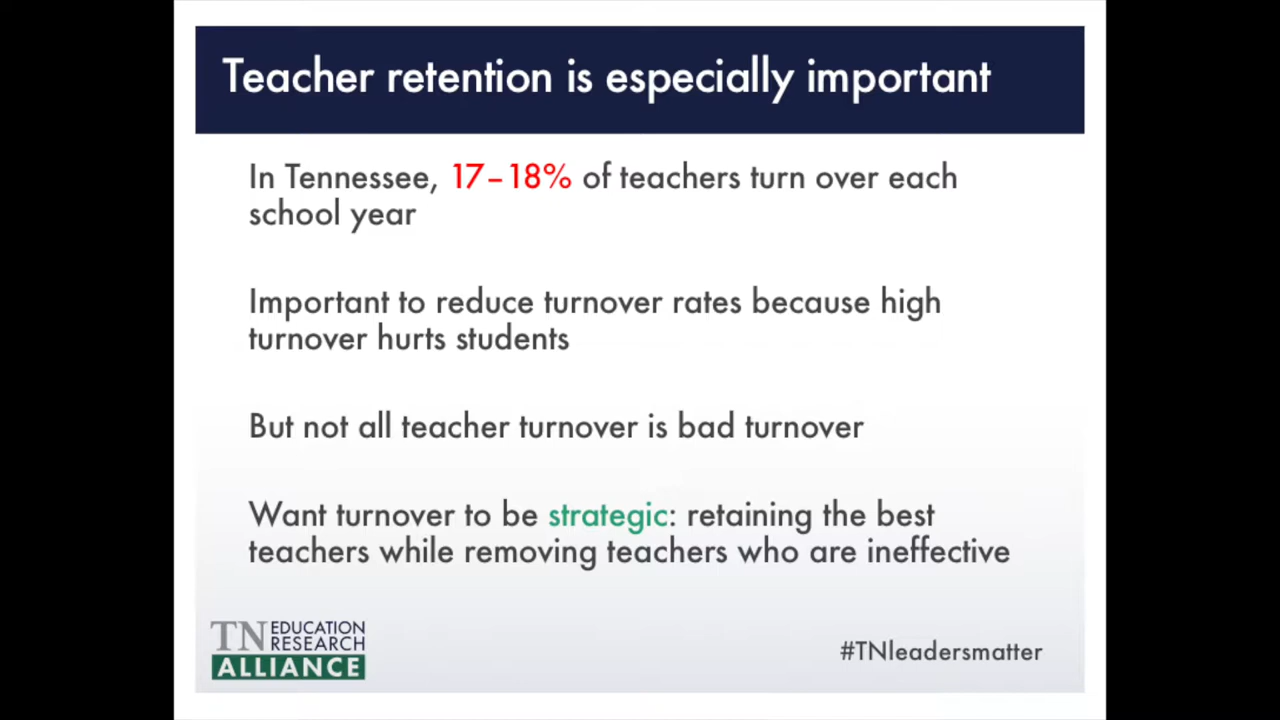 Teacher retention is especially important
In Tennessee, 17–18% of teachers turn over each
school year
Important to reduce turnover rates because high
turnover hurts students
But not all teacher turnover is bad turnover
Want turnover to be strategic: retaining the best
teachers while removing teachers who are ineffective
TN EDUCATION
RESEARCH
ALLIANCE
#TNleadersmatter